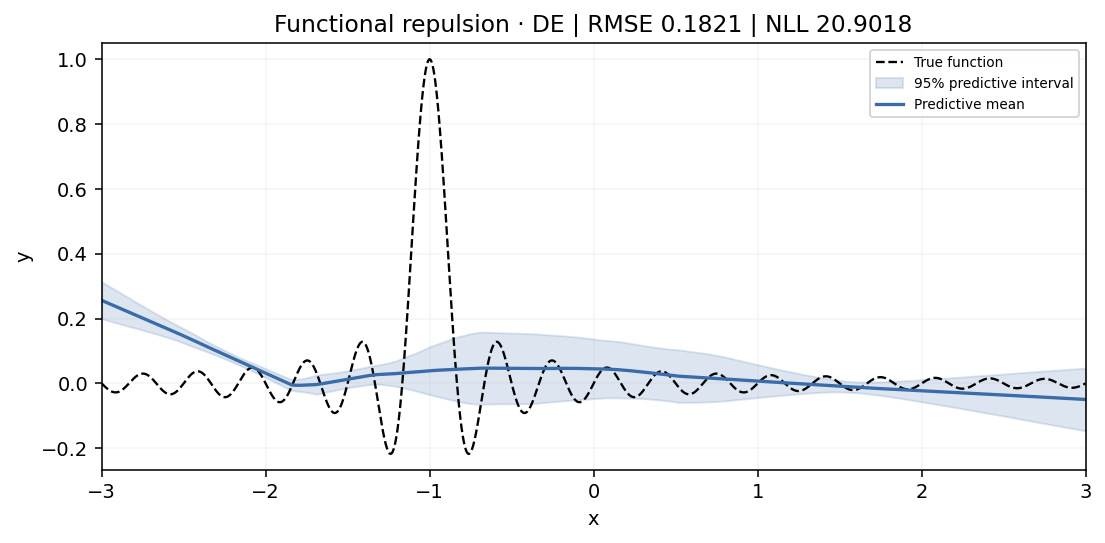 Functional repulsion · DE | RMSE 0.1821 | NLL 20.9018
True function
95% predictive interval
Predictive mean
1.0
0.8
0.6
0.4
0.2
0.0
−0.2
y
−3
−2
−1
0
1
2
3
x